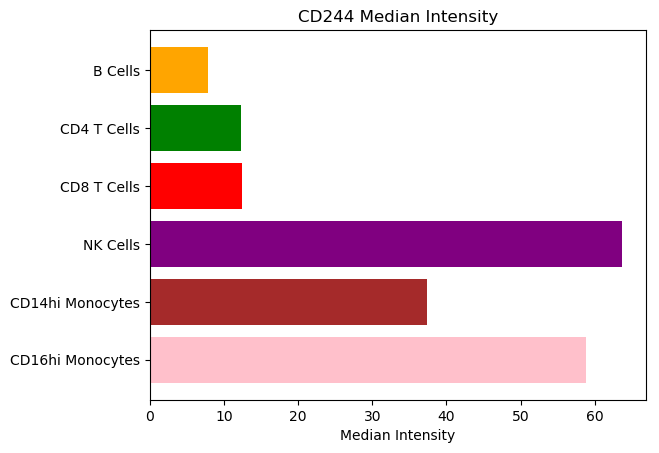 CD244 Median Intensity
B Cells
CD4 T Cells
CD8 T Cells
NK Cells
CD14hi Monocytes
CD16hi Monocytes
0 10 20 30 40 50 60
Median Intensity